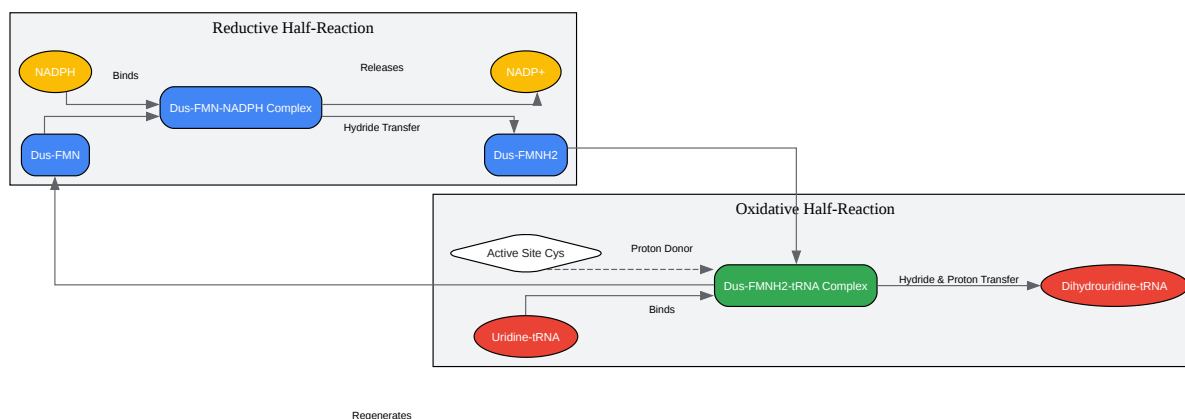 Reductive Half-Reaction
NADPH
Binds
Releases
NADP+
Dus-FMN-NADPH Complex
Hydride Transfer
Dus-FMN
Dus-FMNH2
Oxidative Half-Reaction
Active Site Cys
Proton Donor
Dus-FMNH2-tRNA Complex
Hydride & Proton Transfer
Dihydrouridine-tRNA
Binds
Uridine-tRNA
Regenerates